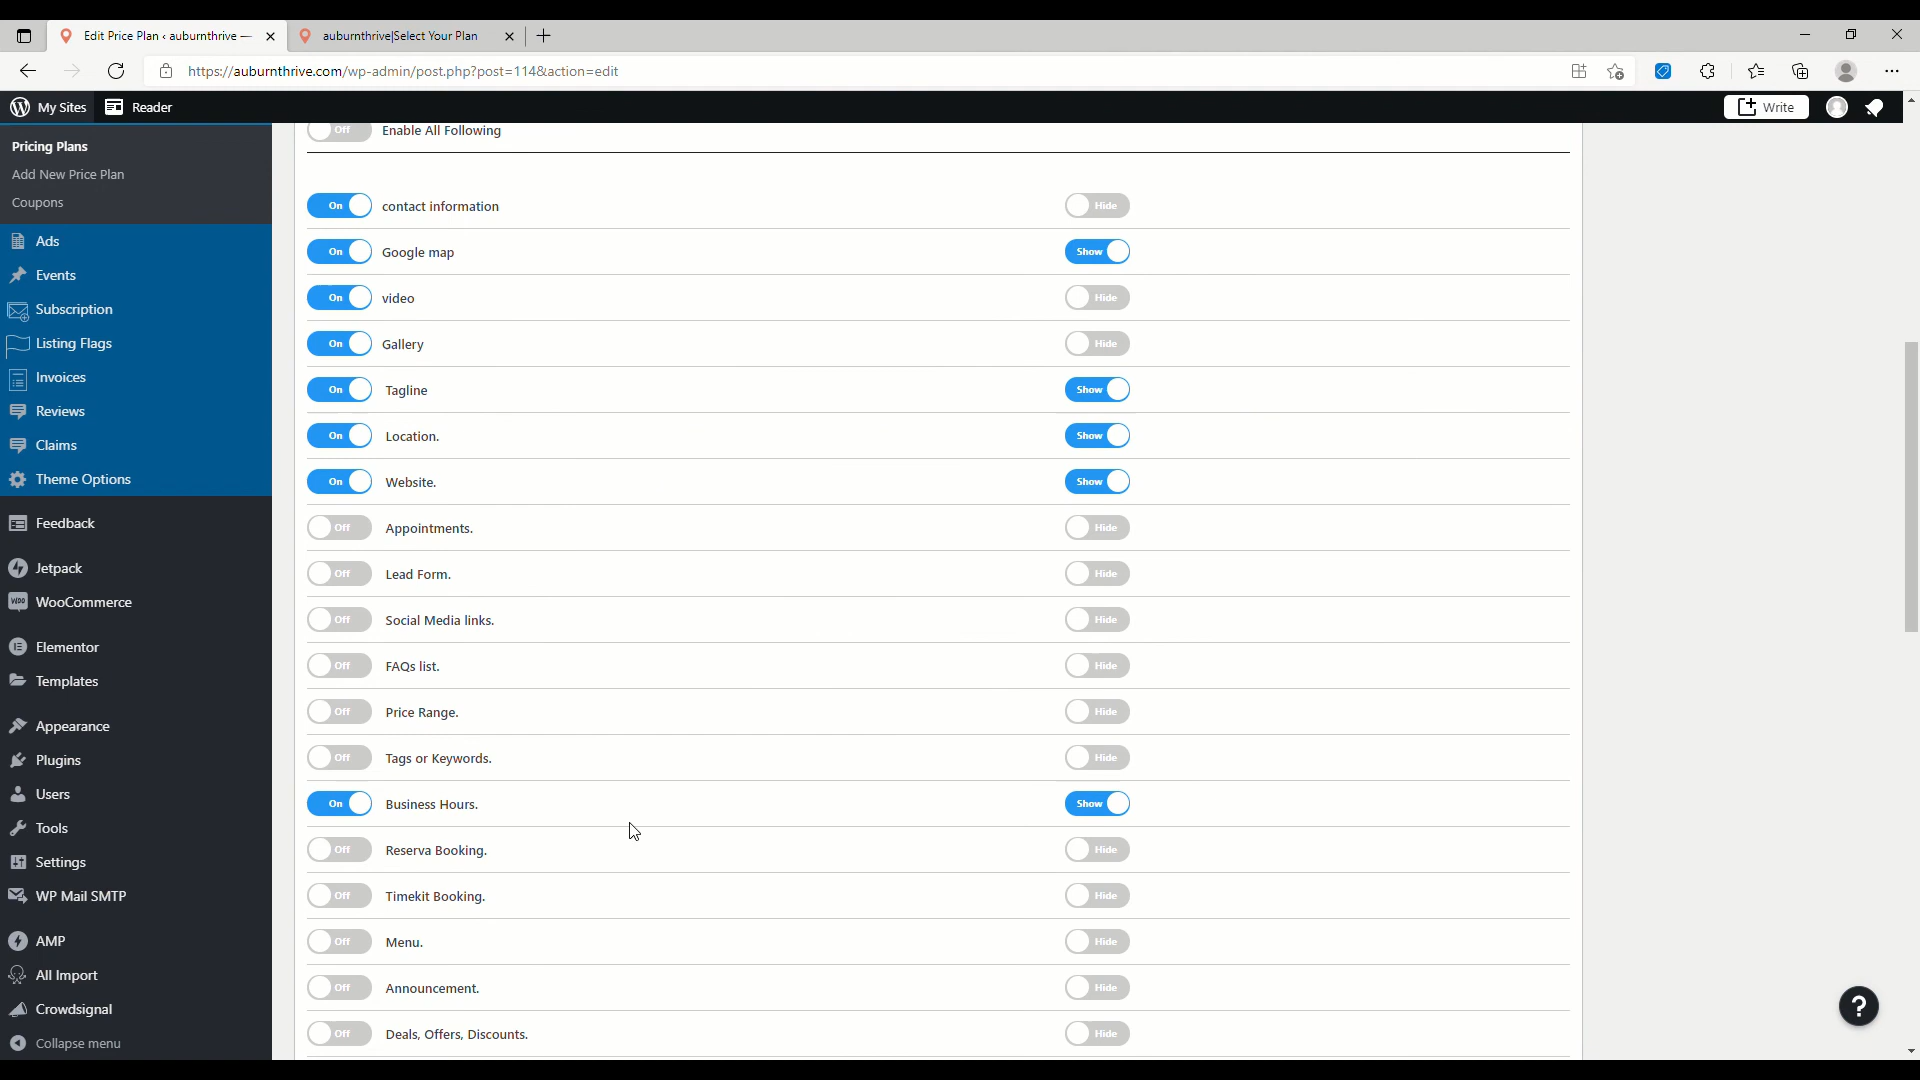 Edit Price Plan ‹ auburnthrive —
auburnthrive|Select Your Plan
https://auburnthrive.com/wp-admin/post.php?post=114&action=edit
My Sites
Reader
Write
Pricing Plans
Add New Price Plan
Coupons
Ads
Events
Subscription
Listing Flags
Invoices
Reviews
Claims
Theme Options
Feedback
Jetpack
WooCommerce
Elementor
Templates
Appearance
Plugins
Users
Tools
Settings
WP Mail SMTP
AMP
All Import
Crowdsignal
Collapse menu
Off Enable All Following
On contact information Hide
On Google map Show
On video Hide
On Gallery Hide
On Tagline Show
On Location. Show
On Website. Show
Off Appointments. Hide
Off Lead Form. Hide
Off Social Media links. Hide
Off FAQs list. Hide
Off Price Range. Hide
Off Tags or Keywords. Hide
On Business Hours. Show
Off Reserva Booking. Hide
Off Timekit Booking. Hide
Off Menu. Hide
Off Announcement. Hide
Off Deals, Offers, Discounts. Hide
?